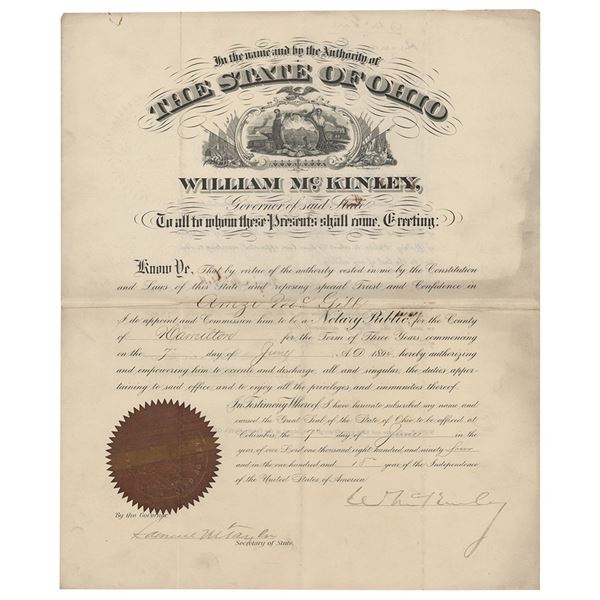 In the name and by the Authority of
THE STATE OF OHIO
WILLIAM McKINLEY,
Governor of said State
To all to whom these Presents shall come, Greeting:
Know Ye, That by virtue of the authority vested in me by the Constitution
and Laws of this State and reposing special Trust and Confidence in
Gill
I do appoint and Commission him to be a Notary Public, for the County
of Hamilton for the Term of Three Years, commencing
on the 7th day of June A.D. 1894, hereby authorizing
and empowering him to execute and discharge, all and singular, the duties apper-
taining to said office, and to enjoy all the privileges and immunities thereof.
In Testimony Whereof, I have hereunto subscribed my name and
caused the Great Seal of the State of Ohio to be affixed, at
Columbus, the 7th day of June in the
year of our Lord one thousand eight hundred and ninety four
and in the one hundred and 18 year of the Independence
of the United States of America.
W McKinley
By the Governor
Samuel M Taylor
Secretary of State.